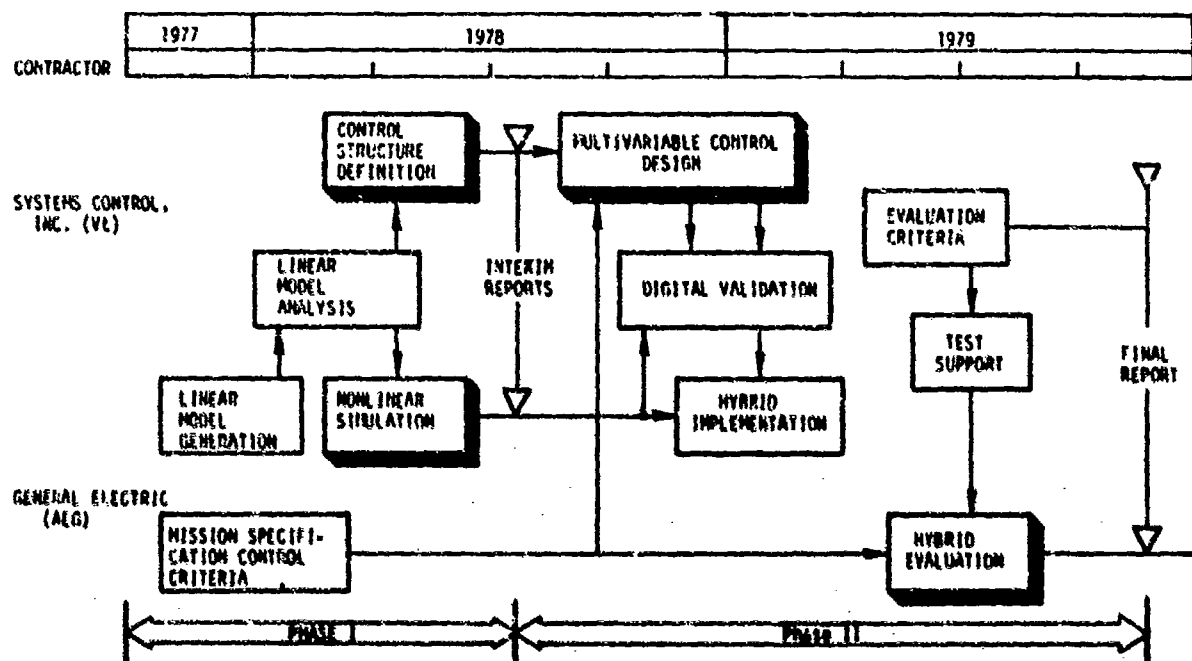 1977
1978
1979
CONTRACTOR
CONTROL
STRUCTURE
DEFINITION
MULTIVARIABLE CONTROL
DESIGN
SYSTEMS CONTROL,
INC. (Vt)
EVALUATION
CRITERIA
LINEAR
MODEL
ANALYSIS
INTERIM
REPORTS
DIGITAL VALIDATION
TEST
SUPPORT
FINAL
REPORT
LINEAR
MODEL
GENERATION
NONLINEAR
SIMULATION
HYBRID
IMPLEMENTATION
GENERAL ELECTRIC
(AEG)
MISSION SPECIFI-
CATION CONTROL
CRITERIA
HYBRID
EVALUATION
PHASE I
Phase II